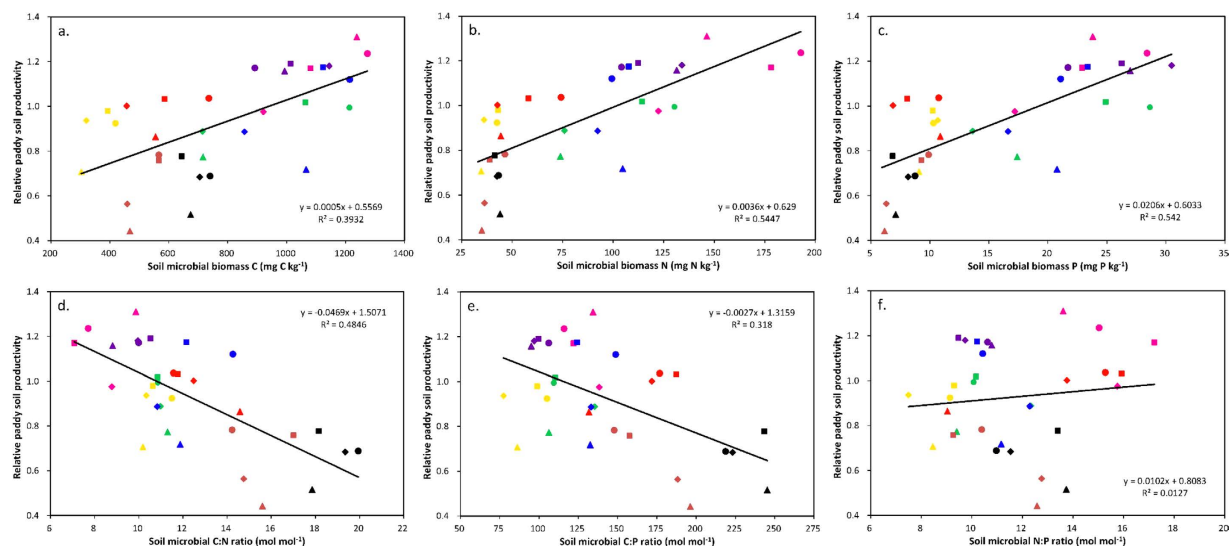 a.
Relative paddy soil productivity
1.4
1.2
1.0
0.8
0.6
0.4
200 400 600 800 1000 1200 1400
Soil microbial biomass C (mg C kg⁻¹)
y = 0.0005x + 0.5569
R² = 0.3932
b.
Relative paddy soil productivity
1.4
1.2
1.0
0.8
0.6
0.4
25 50 75 100 125 150 175 200
Soil microbial biomass N (mg N kg⁻¹)
y = 0.0036x + 0.629
R² = 0.5447
c.
Relative paddy soil productivity
1.4
1.2
1.0
0.8
0.6
0.4
5 10 15 20 25 30 35
Soil microbial biomass P (mg P kg⁻¹)
y = 0.0206x + 0.6033
R² = 0.542
d.
Relative paddy soil productivity
1.4
1.2
1.0
0.8
0.6
0.4
6 8 10 12 14 16 18 20 22
Soil microbial C:N ratio (mol mol⁻¹)
y = -0.0469x + 1.5071
R² = 0.4846
e.
Relative paddy soil productivity
1.4
1.2
1.0
0.8
0.6
0.4
50 75 100 125 150 175 200 225 250 275
Soil microbial C:P ratio (mol mol⁻¹)
y = -0.0027x + 1.3159
R² = 0.318
f.
Relative paddy soil productivity
1.4
1.2
1.0
0.8
0.6
0.4
6 8 10 12 14 16 18 20
Soil microbial N:P ratio (mol mol⁻¹)
y = 0.0102x + 0.8083
R² = 0.0127